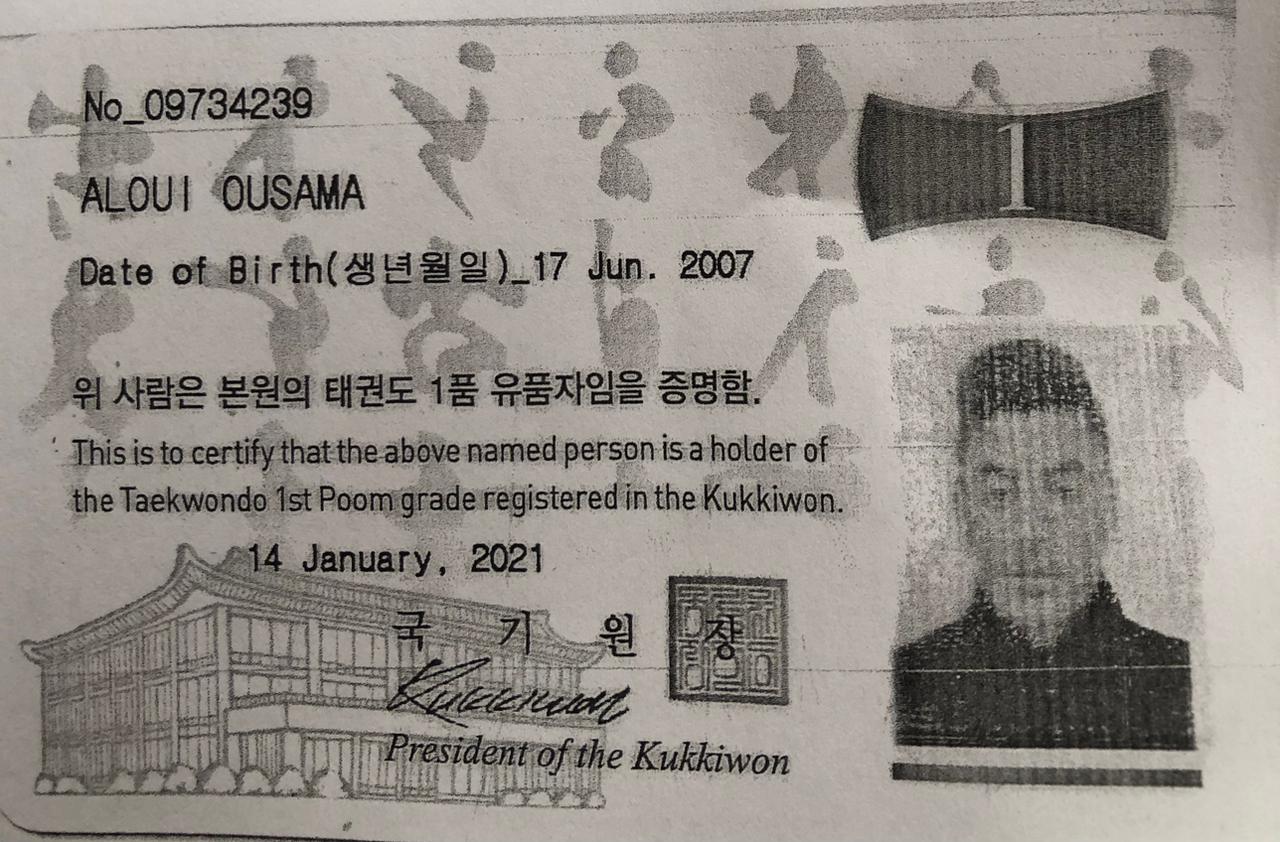 No_09734239
1
ALOUI OUSAMA
Date of Birth(생년월일)_17 Jun. 2007
위 사람은 본원의 태권도 1품 유품자임을 증명함.
This is to certify that the above named person is a holder of
the Taekwondo 1st Poom grade registered in the Kukkiwon.
14 January, 2021
국 기 원 장
Kukkiwon
President of the Kukkiwon